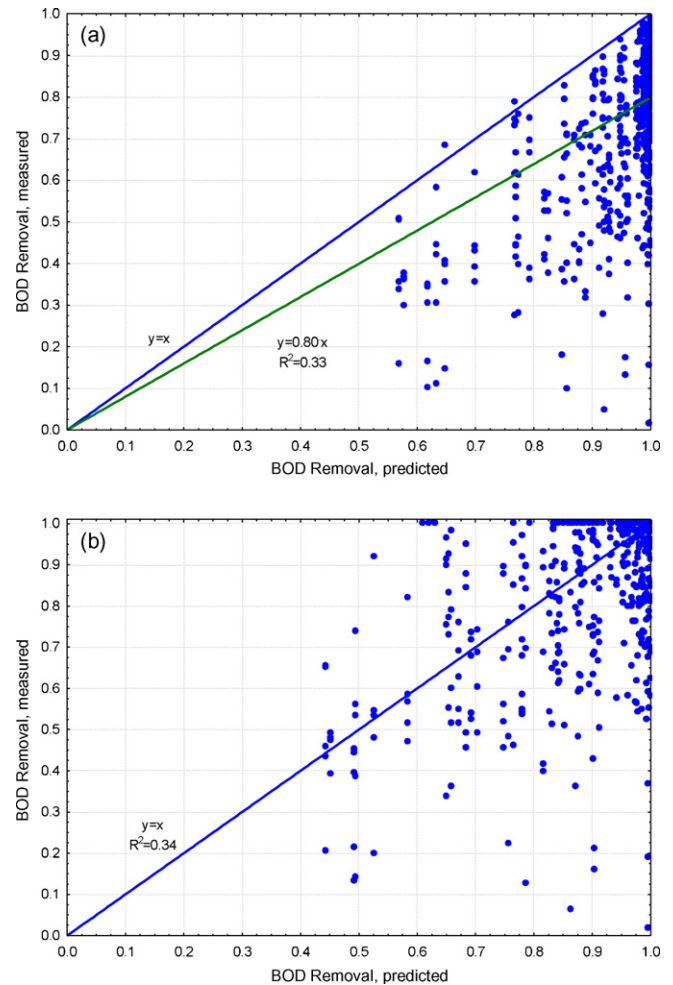 (a)
1.0
0.9
0.8
0.7
0.6
0.5
0.4
0.3
0.2
0.1
0.0
BOD Removal, measured
y=x
y=0.80x
R²=0.33
0.0 0.1 0.2 0.3 0.4 0.5 0.6 0.7 0.8 0.9 1.0
BOD Removal, predicted
(b)
1.0
0.9
0.8
0.7
0.6
0.5
0.4
0.3
0.2
0.1
0.0
BOD Removal, measured
y=x
R²=0.34
0.0 0.1 0.2 0.3 0.4 0.5 0.6 0.7 0.8 0.9 1.0
BOD Removal, predicted